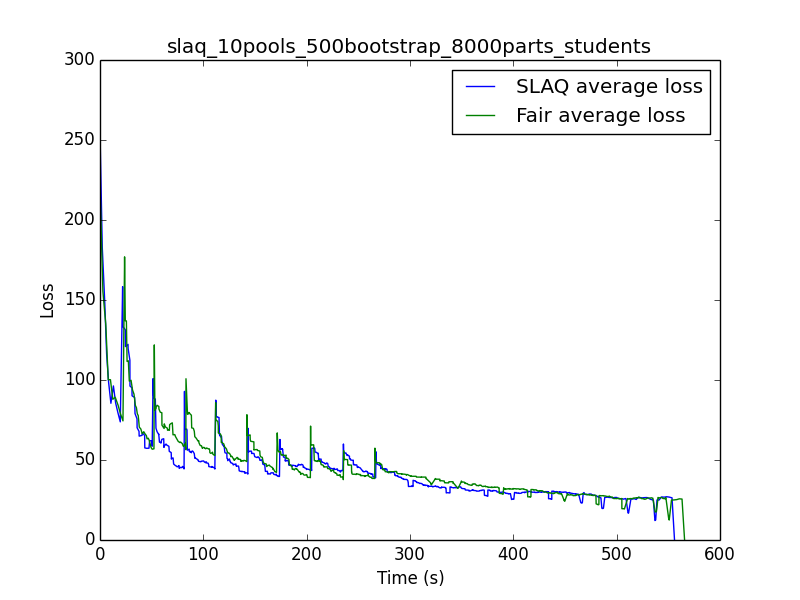 slaq_10pools_500bootstrap_8000parts_students
SLAQ average loss
Fair average loss
300
250
200
150
100
50
0
Loss
0 100 200 300 400 500 600
Time (s)